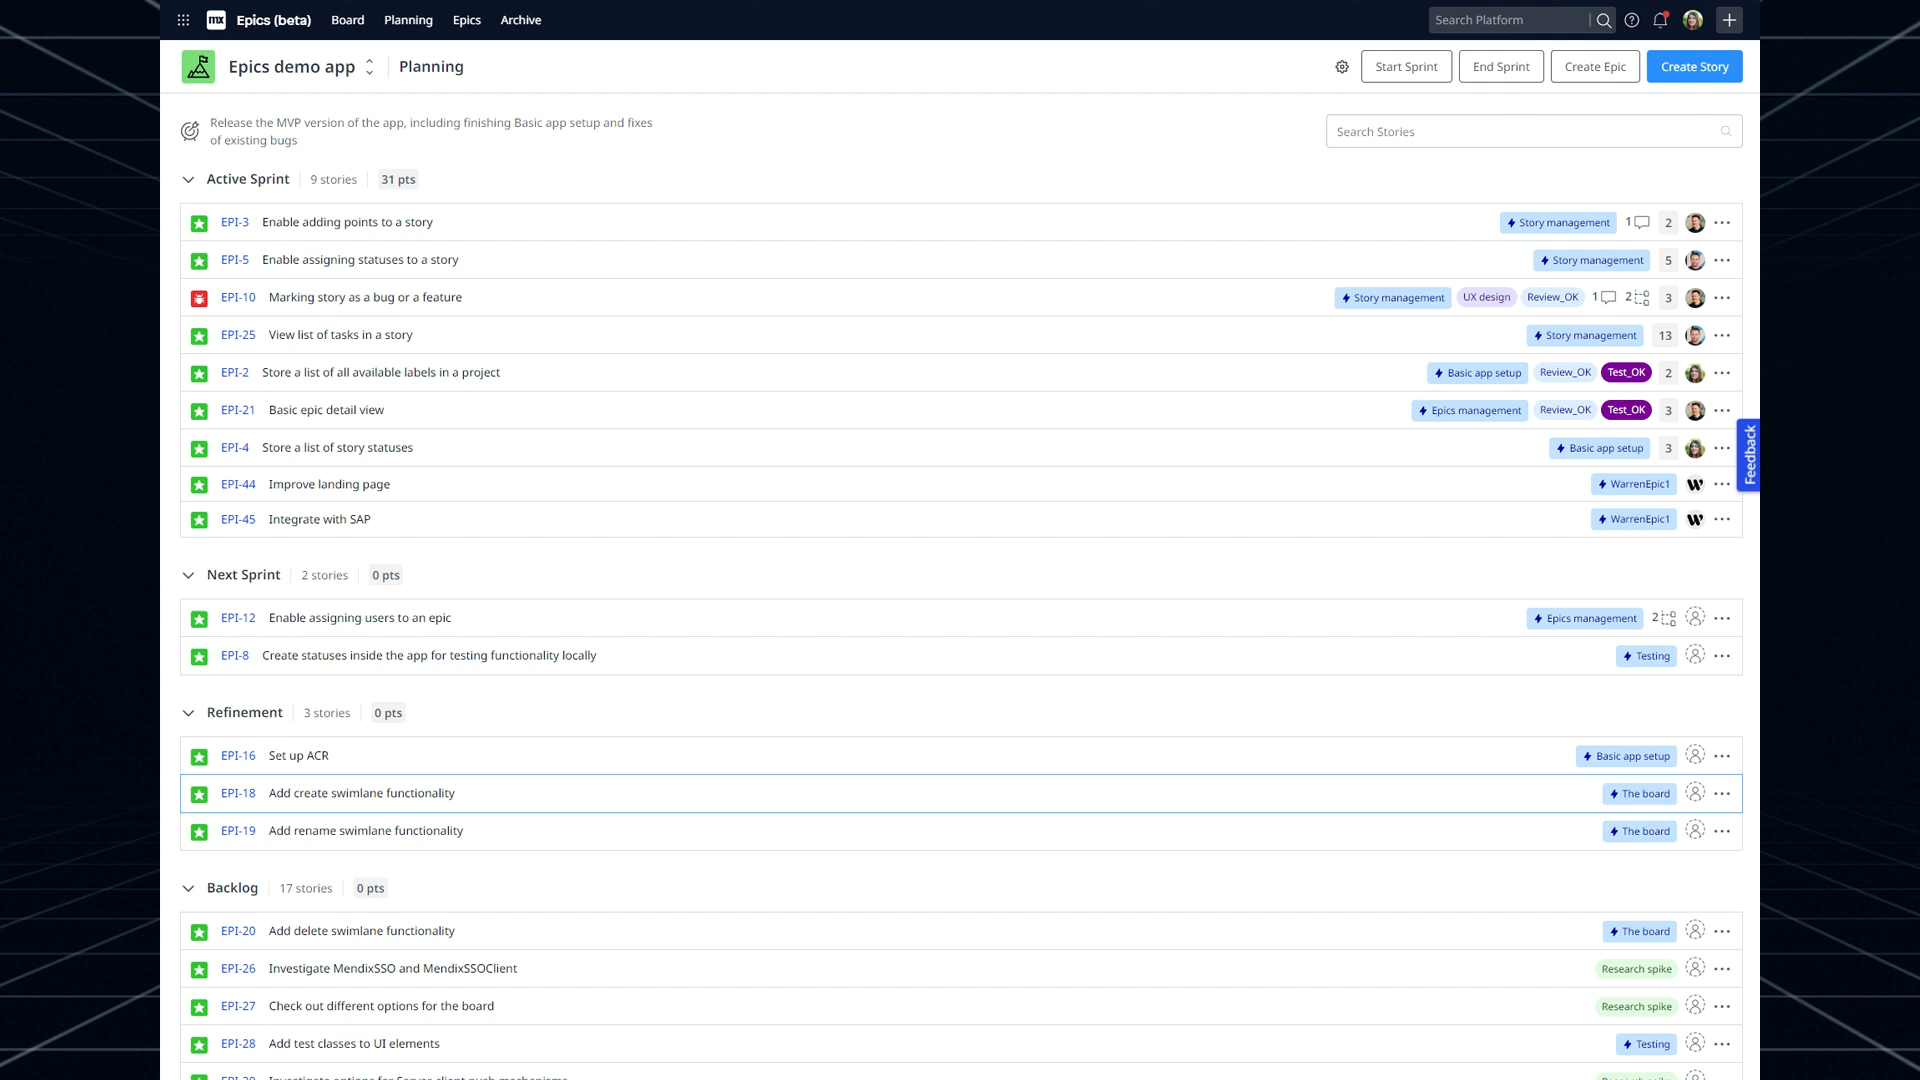 mx Epics (beta) Board Planning Epics Archive Search Platform
Epics demo app Planning Start Sprint End Sprint Create Epic Create Story
Release the MVP version of the app, including finishing Basic app setup and fixes
of existing bugs
Search Stories
Active Sprint 9 stories 31 pts
EPI-3 Enable adding points to a story Story management 1 2
EPI-5 Enable assigning statuses to a story Story management 5
EPI-10 Marking story as a bug or a feature Story management UX design Review_OK 1 2 3
EPI-25 View list of tasks in a story Story management 13
EPI-2 Store a list of all available labels in a project Basic app setup Review_OK Test_OK 2
EPI-21 Basic epic detail view Epics management Review_OK Test_OK 3
EPI-4 Store a list of story statuses Basic app setup 3
Feedback
EPI-44 Improve landing page WarrenEpic1 W
EPI-45 Integrate with SAP WarrenEpic1 W
Next Sprint 2 stories 0 pts
EPI-12 Enable assigning users to an epic Epics management 2
EPI-8 Create statuses inside the app for testing functionality locally Testing
Refinement 3 stories 0 pts
EPI-16 Set up ACR Basic app setup
EPI-18 Add create swimlane functionality The board
EPI-19 Add rename swimlane functionality The board
Backlog 17 stories 0 pts
EPI-20 Add delete swimlane functionality The board
EPI-26 Investigate MendixSSO and MendixSSOClient Research spike
EPI-27 Check out different options for the board Research spike
EPI-28 Add test classes to UI elements Testing